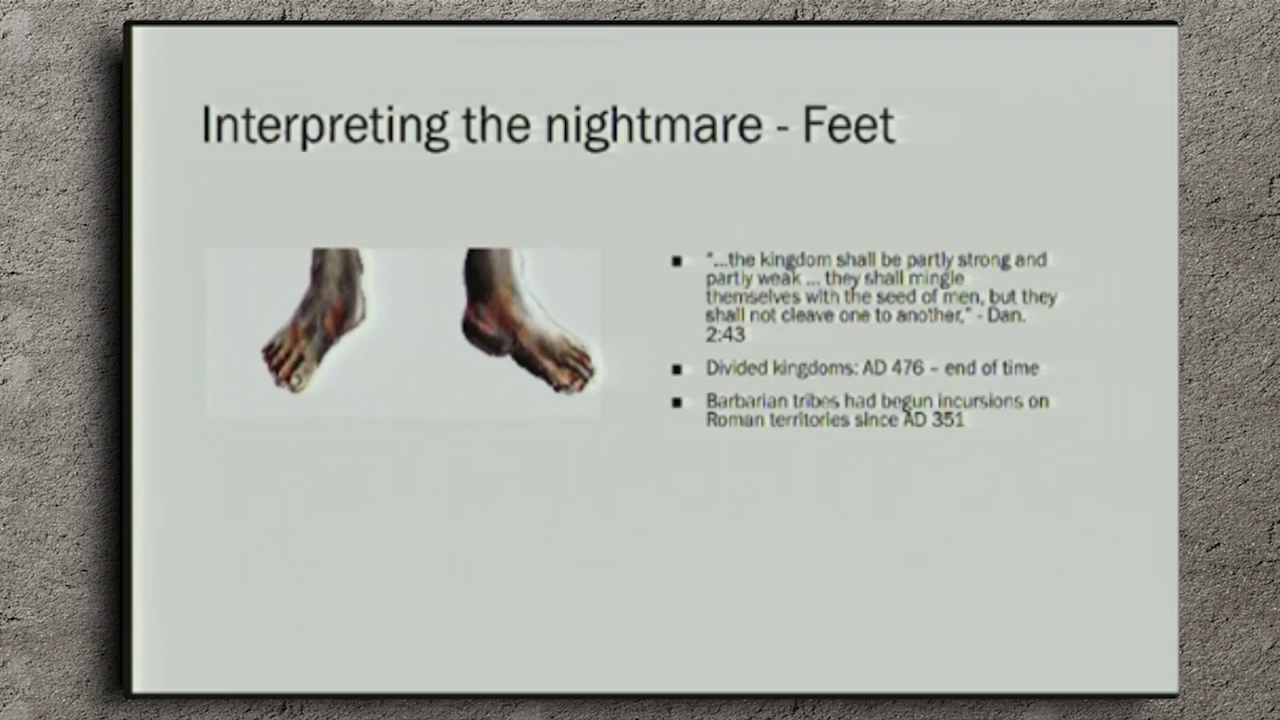 Interpreting the nightmare - Feet
"...the kingdom shall be partly strong and
partly weak ... they shall mingle
themselves with the seed of men, but they
shall not cleave one to another," - Dan.
2:43
Divided kingdoms: AD 476 – end of time
Barbarian tribes had begun incursions on
Roman territories since AD 351